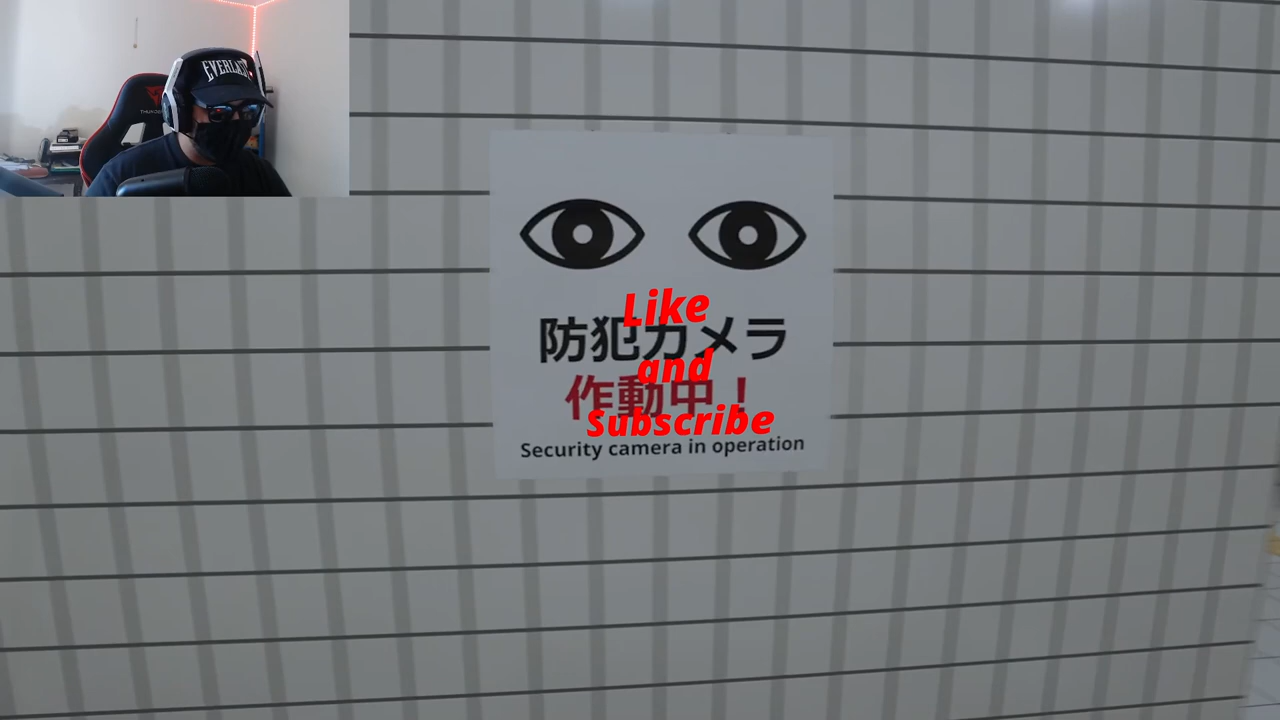 EVERLAST
Like
防犯カメラ
and
作動中！
Subscribe
Security camera in operation